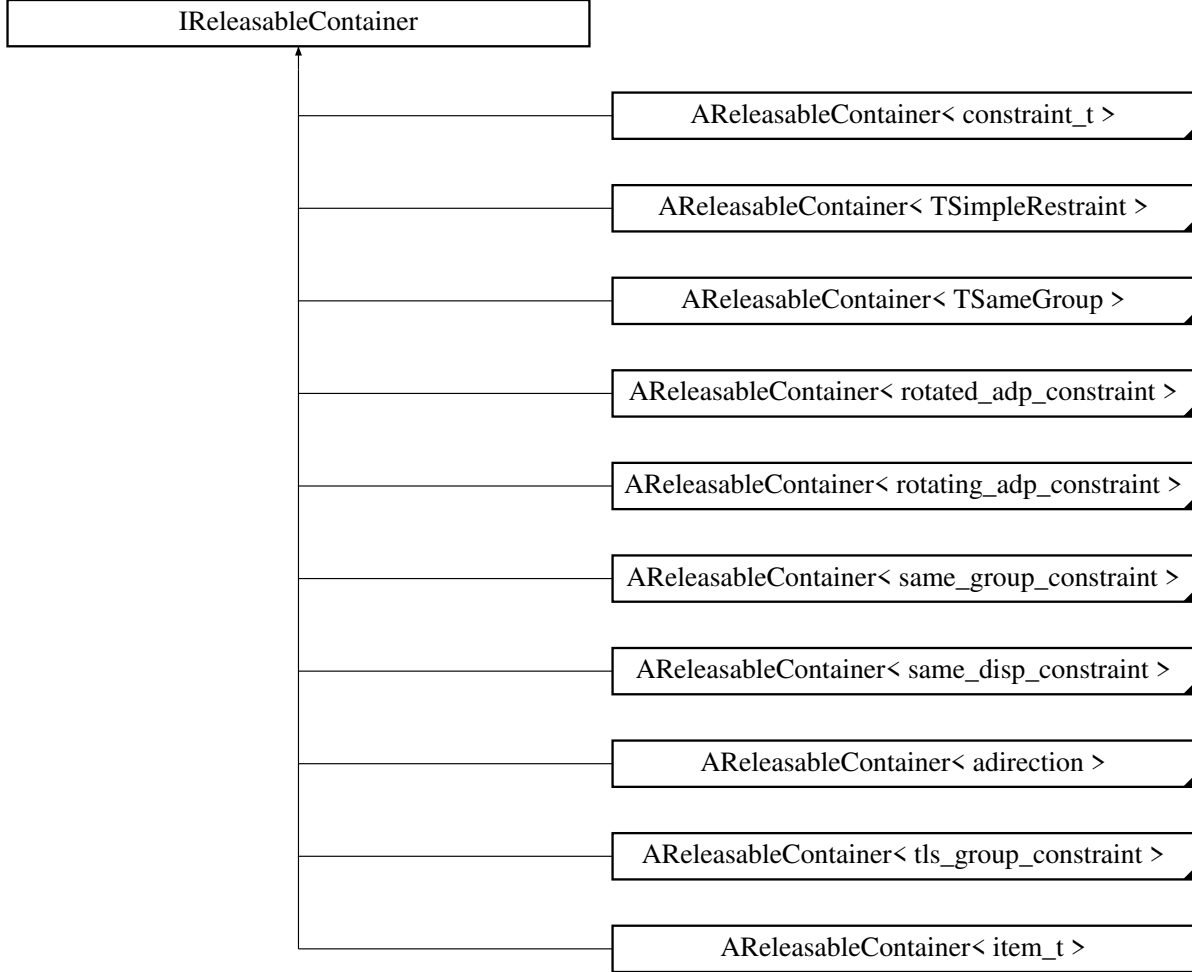 IReleasableContainer
AReleasableContainer< constraint_t >
AReleasableContainer< TSimpleRestraint >
AReleasableContainer< TSameGroup >
AReleasableContainer< rotated_adp_constraint >
AReleasableContainer< rotating_adp_constraint >
AReleasableContainer< same_group_constraint >
AReleasableContainer< same_disp_constraint >
AReleasableContainer< adirection >
AReleasableContainer< tls_group_constraint >
AReleasableContainer< item_t >